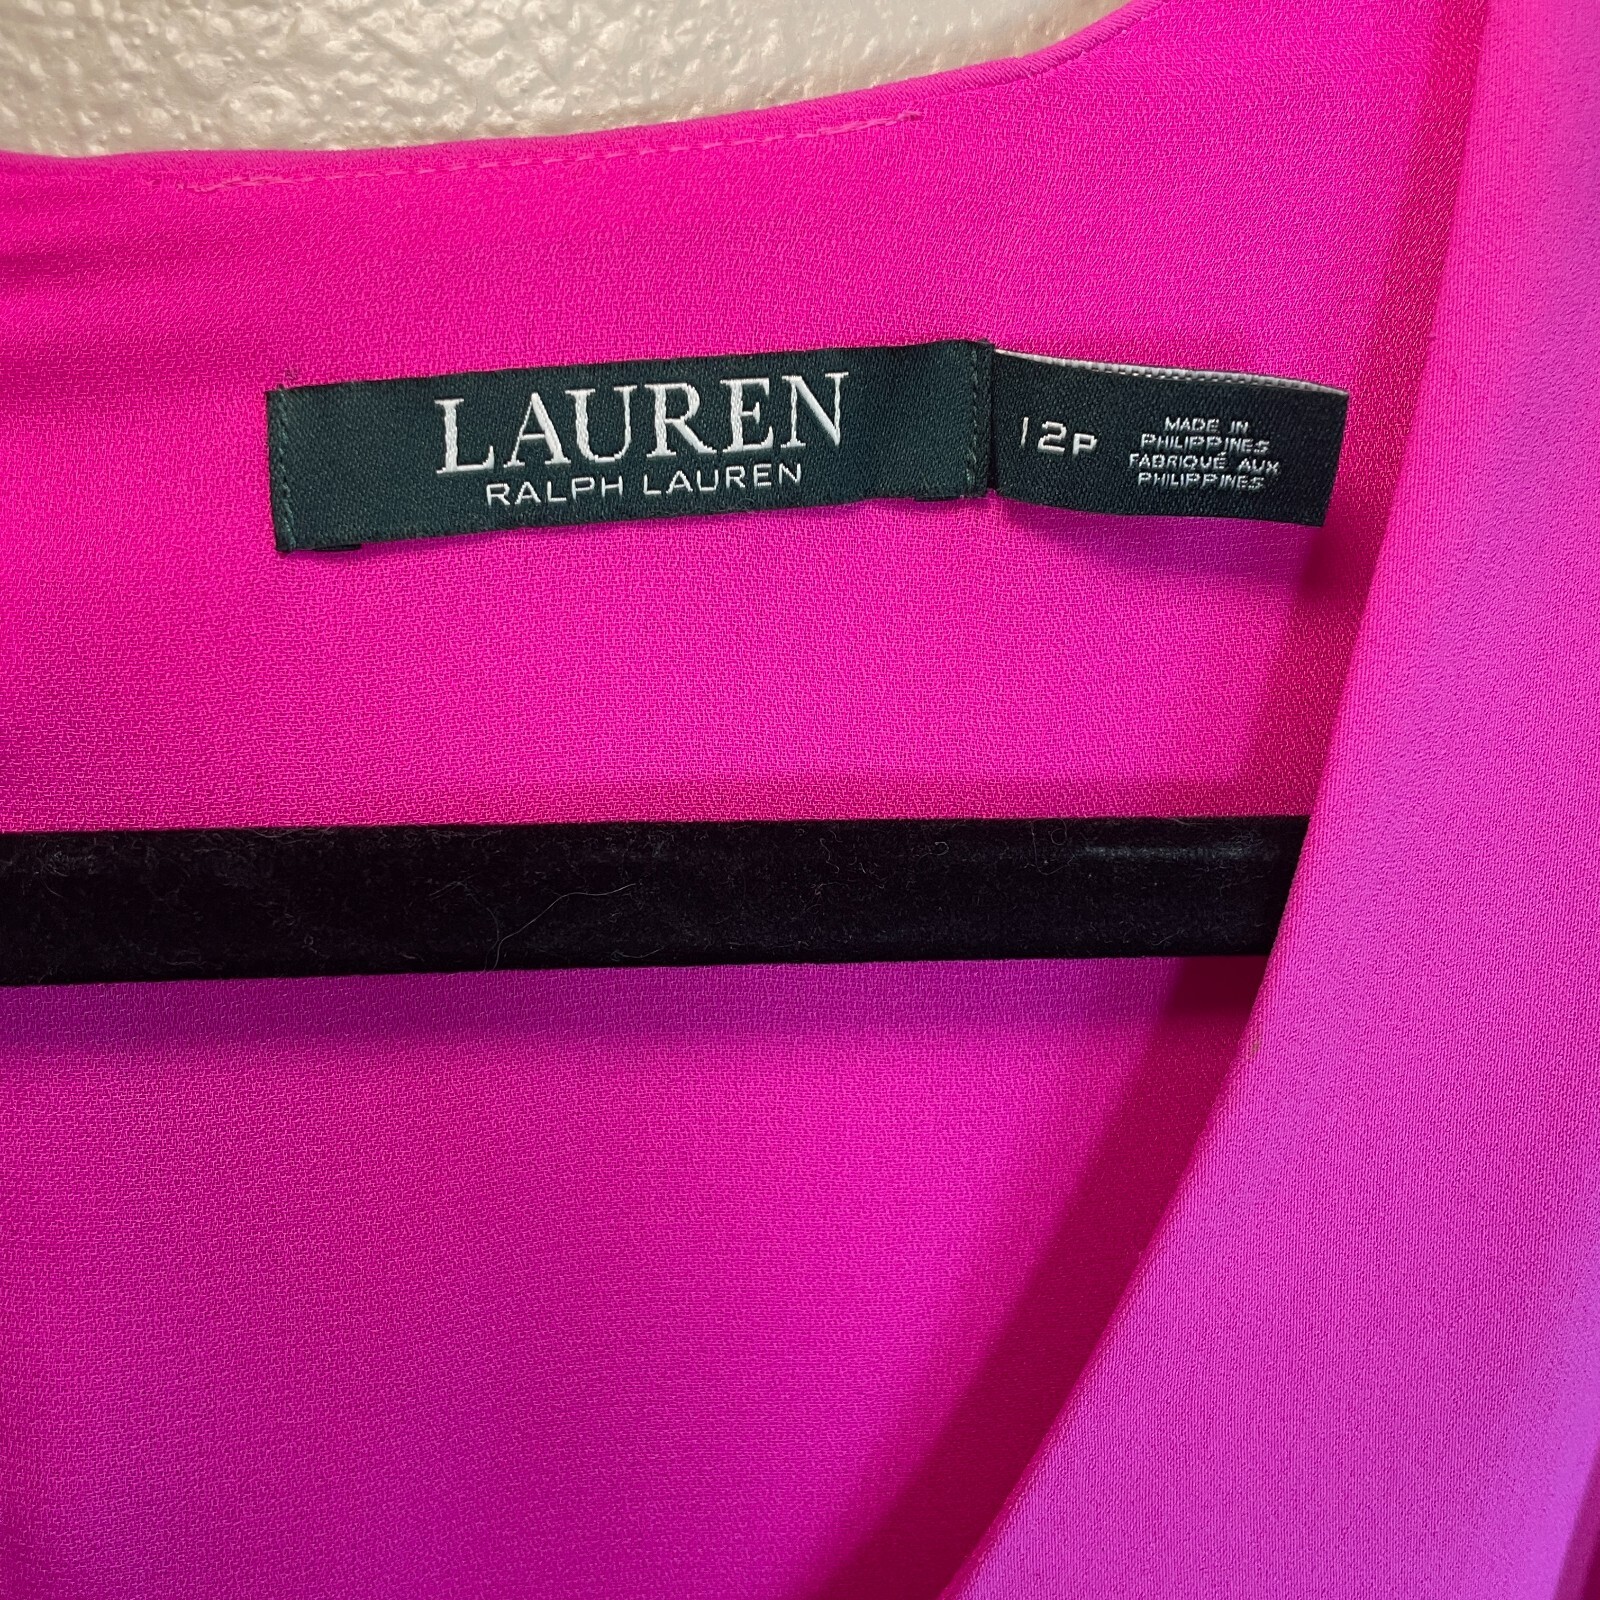 LAUREN
RALPH LAUREN
12P
MADE IN
PHILIPPINES
FABRIQUÉ AUX
PHILIPPINES